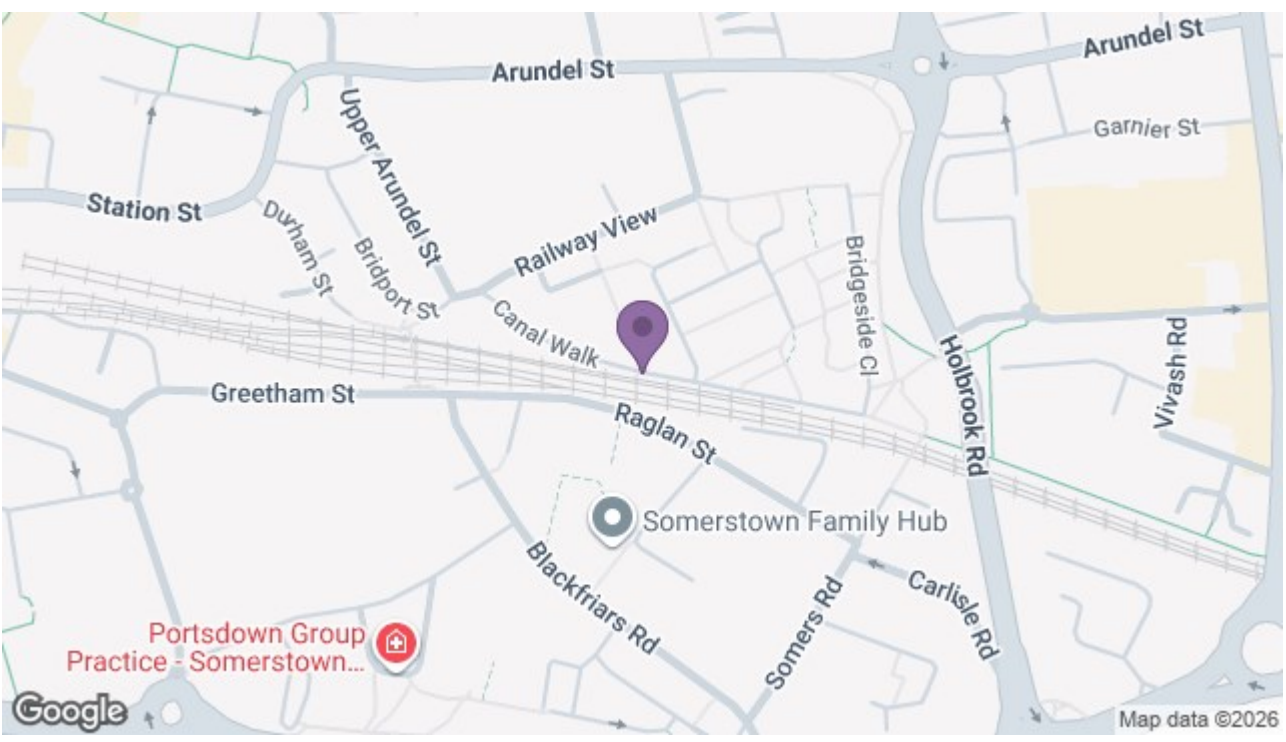 Arundel St
Arundel St
Garnier St
Upper Arundel St
Station St
Durham St
Bridport St
Railway View
Bridgeside Cl
Canal Walk
Holbrook Rd
Vivash Rd
Greetham St
Raglan St
Somerstown Family Hub
Blackfriars Rd
Somers Rd
Carlisle Rd
Portsdown Group
Practice - Somerstown...
Google
Map data ©2026